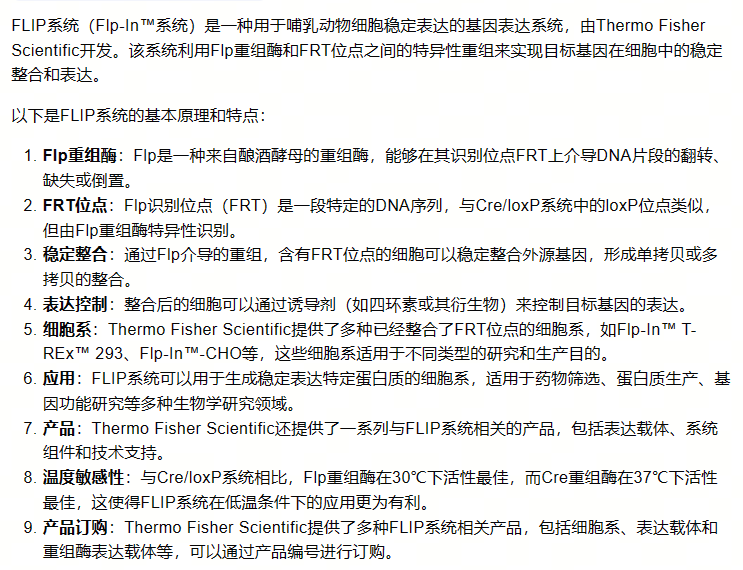 FLIP系统（Flp-In™系统）是一种用于哺乳动物细胞稳定表达的基因表达系统，由Thermo Fisher
Scientific开发。该系统利用Flp重组酶和FRT位点之间的特异性重组来实现目标基因在细胞中的稳定
整合和表达。
以下是FLIP系统的基本原理和特点：
1. Flp重组酶：Flp是一种来自酿酒酵母的重组酶，能够在其识别位点FRT上介导DNA片段的翻转、
缺失或倒置。
2. FRT位点：Flp识别位点（FRT）是一段特定的DNA序列，与Cre/loxP系统中的loxP位点类似，
但由Flp重组酶特异性识别。
3. 稳定整合：通过Flp介导的重组，含有FRT位点的细胞可以稳定整合外源基因，形成单拷贝或多
拷贝的整合。
4. 表达控制：整合后的细胞可以通过诱导剂（如四环素或其衍生物）来控制目标基因的表达。
5. 细胞系：Thermo Fisher Scientific提供了多种已经整合了FRT位点的细胞系，如Flp-In™ T-
REx™ 293、Flp-In™-CHO等，这些细胞系适用于不同类型的研究和生产目的。
6. 应用：FLIP系统可以用于生成稳定表达特定蛋白质的细胞系，适用于药物筛选、蛋白质生产、基
因功能研究等多种生物学研究领域。
7. 产品：Thermo Fisher Scientific还提供了一系列与FLIP系统相关的产品，包括表达载体、系统
组件和技术支持。
8. 温度敏感性：与Cre/loxP系统相比，Flp重组酶在30℃下活性最佳，而Cre重组酶在37℃下活性
最佳，这使得FLIP系统在低温条件下的应用更为有利。
9. 产品订购：Thermo Fisher Scientific提供了多种FLIP系统相关产品，包括细胞系、表达载体和
重组酶表达载体等，可以通过产品编号进行订购。